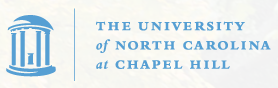 THE UNIVERSITY
of NORTH CAROLINA
at CHAPEL HILL